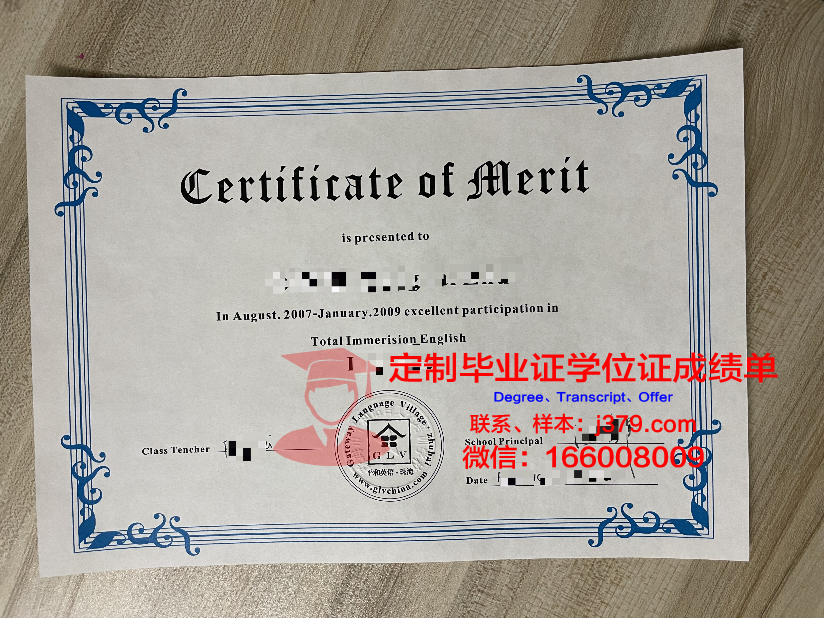 Certificate of Merit
is presented to
In August, 2007-January,2009 excellent participation in
Total Immerision English
定制毕业证学位证成绩单
Degree、Transcript、Offer
联系、样本：j379.com
微信：166008069
Class Tencher
Gateway Language Village · zhuhai
GLV
www.glvchina.com
School Principal
Date